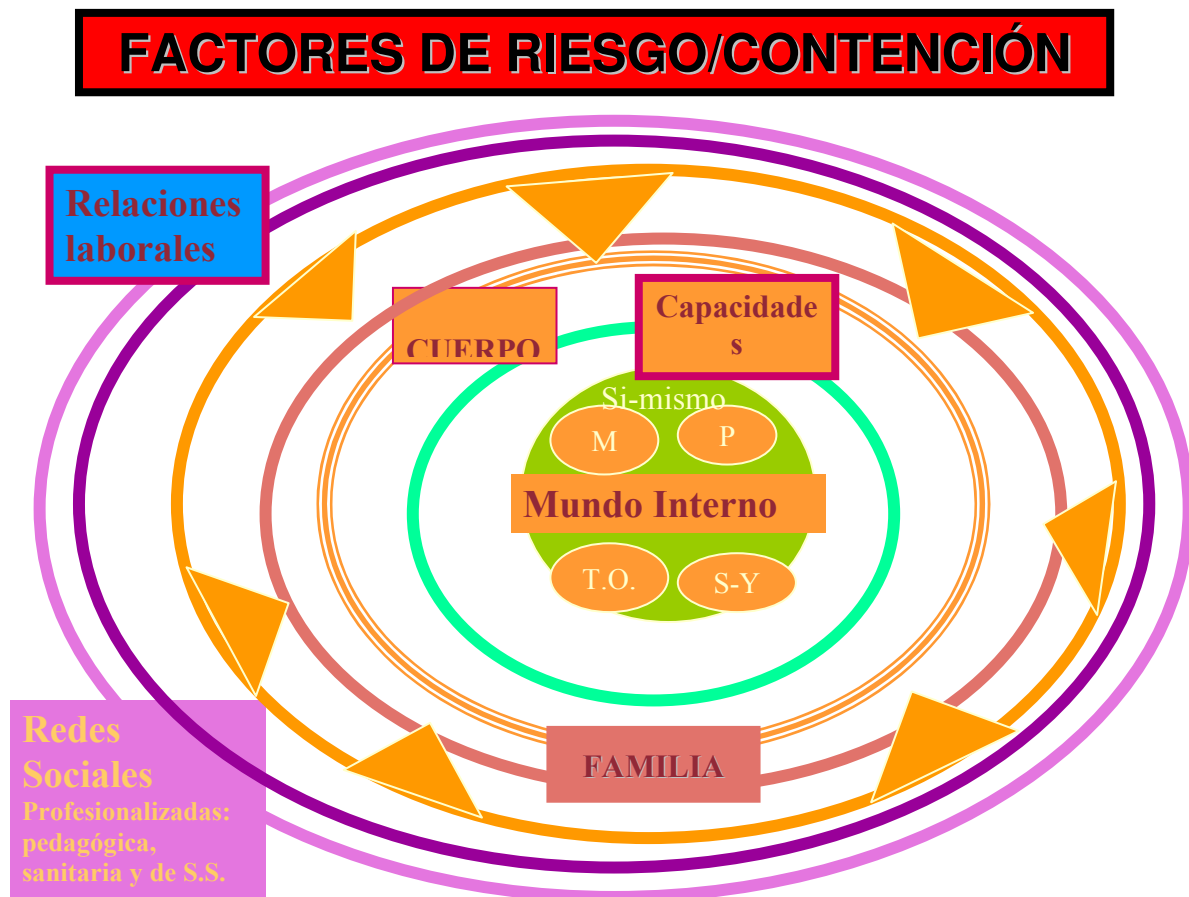 FACTORES DE RIESGO/CONTENCIÓN
Relaciones
laborales
CUERPO
Capacidade
s
Si-mismo
M
P
Mundo Interno
T.O.
S-Y
FAMILIA
Redes
Sociales
Profesionalizadas:
pedagógica,
sanitaria y de S.S.